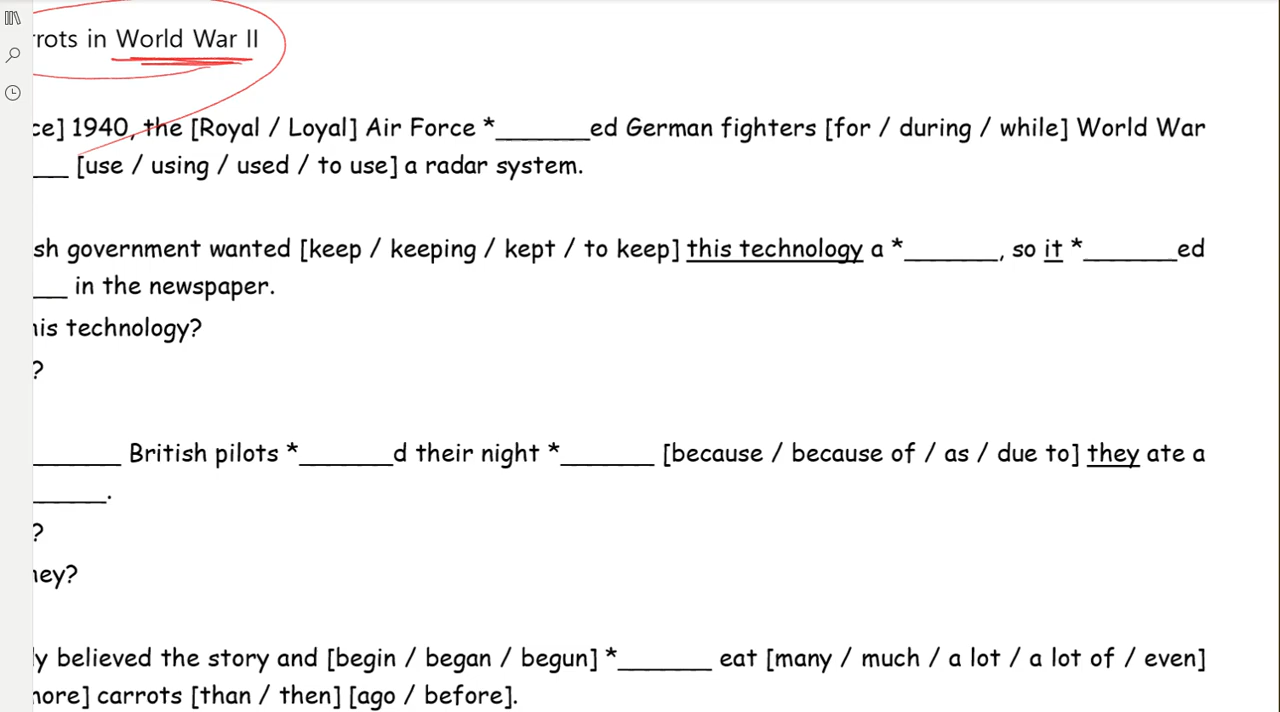 rots in World War II
ce] 1940, the [Royal / Loyal] Air Force *_______ed German fighters [for / during / while] World War
___ [use / using / used / to use] a radar system.
sh government wanted [keep / keeping / kept / to keep] this technology a *_______, so it *_______ed
___ in the newspaper.
his technology?
?
_______ British pilots *_______d their night *_______ [because / because of / as / due to] they ate a
______.
?
hey?
ly believed the story and [begin / began / begun] *_______ eat [many / much / a lot / a lot of / even]
more] carrots [than / then] [ago / before].